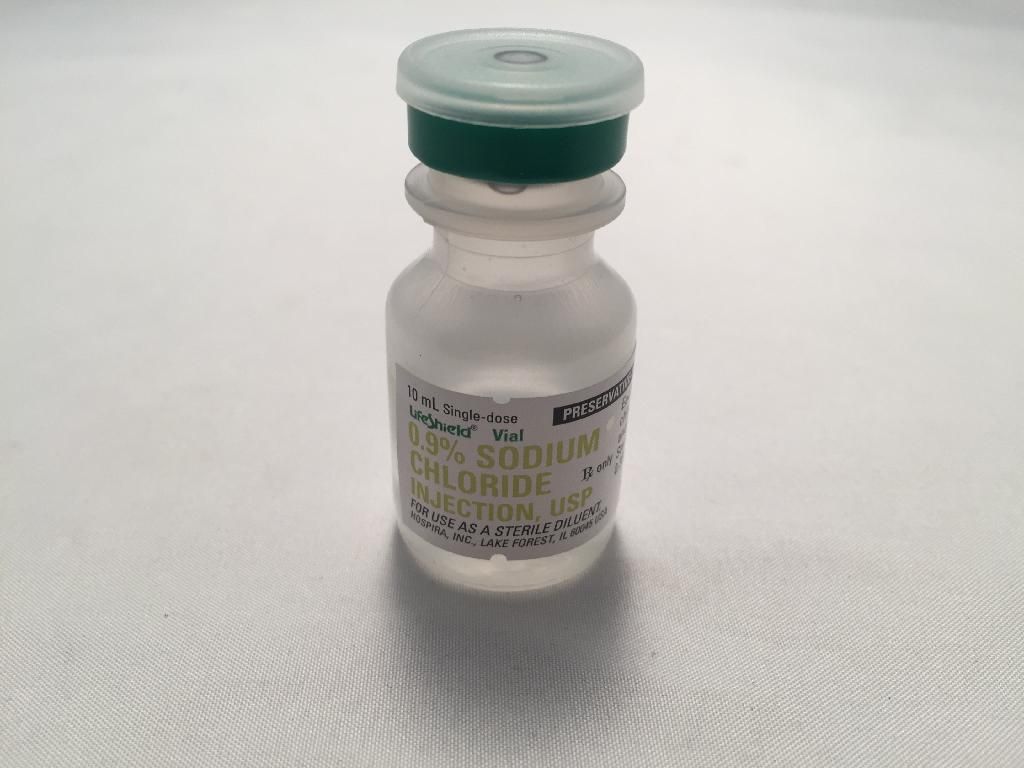 10 mL Single-dose
LifeShield® Vial
0.9% SODIUM
CHLORIDE
INJECTION, USP
FOR USE AS A STERILE DILUENT.
HOSPIRA, INC., LAKE FOREST, IL 60045 USA
PRESERVATI
℞ only